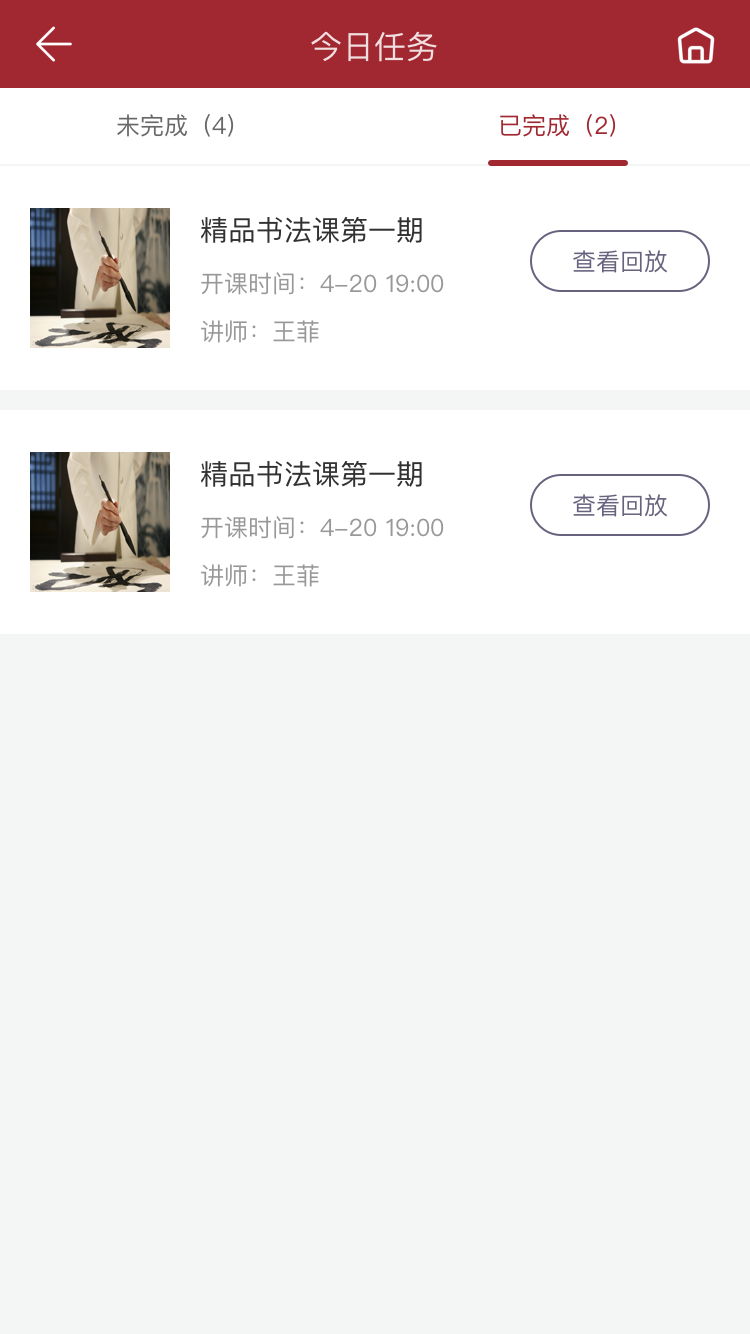 今日任务
未完成（4）
已完成（2）
精品书法课第一期
开课时间：4–20 19:00
讲师：王菲
查看回放
精品书法课第一期
开课时间：4–20 19:00
讲师：王菲
查看回放